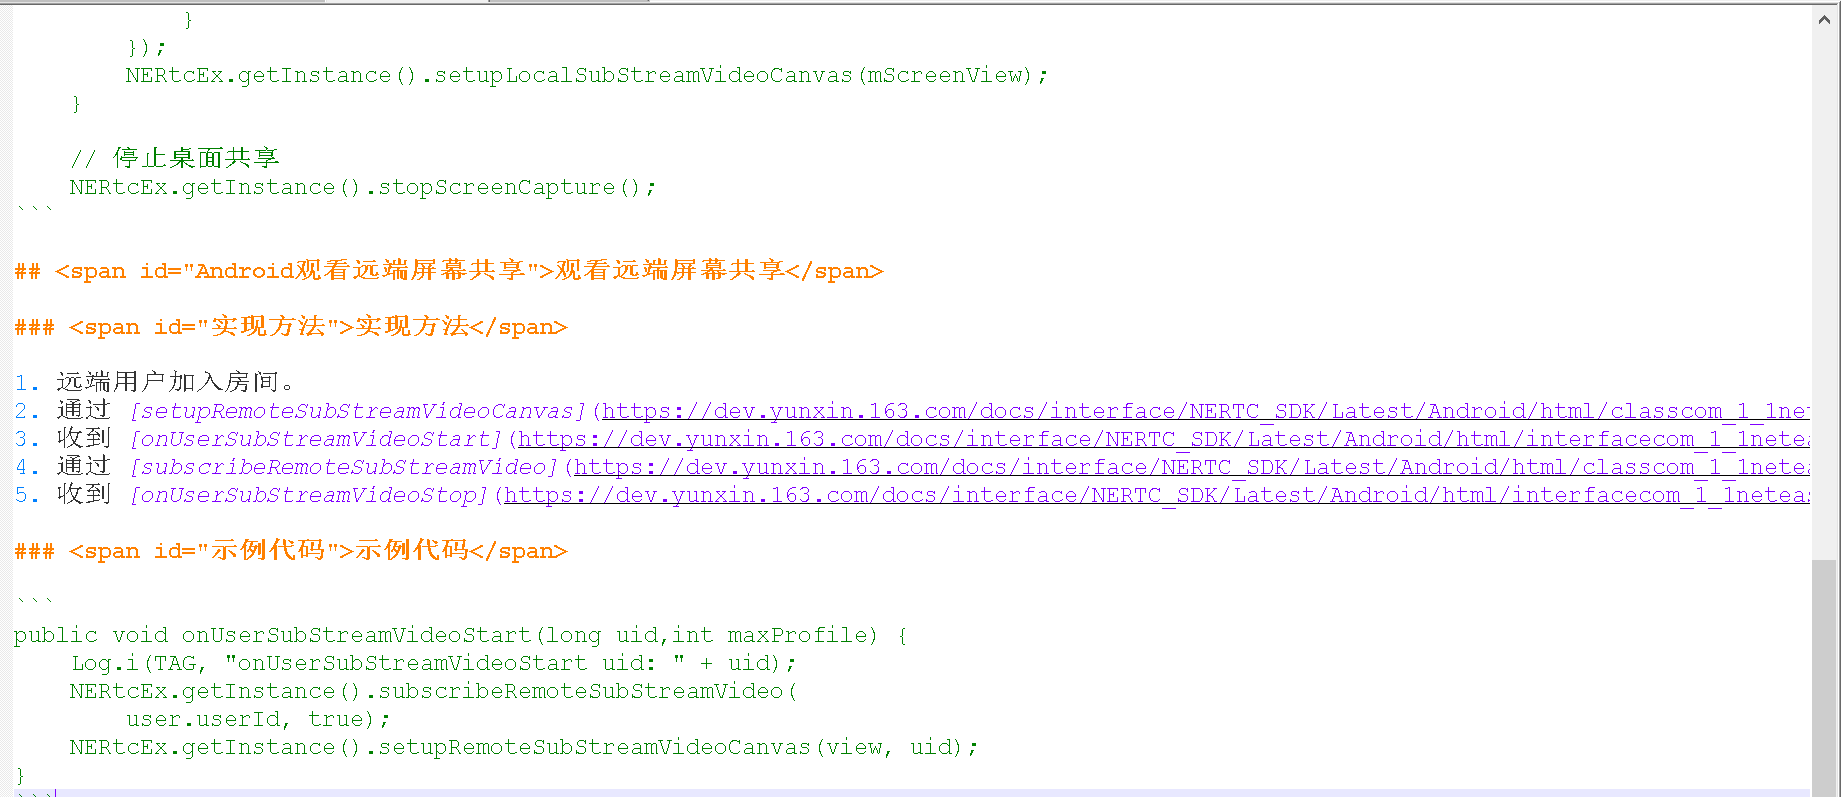 }
});
NERtcEx.getInstance().setupLocalSubStreamVideoCanvas(mScreenView);
}
// 停止桌面共享
NERtcEx.getInstance().stopScreenCapture();
```
## <span id="Android观看远端屏幕共享">观看远端屏幕共享</span>
### <span id="实现方法">实现方法</span>
1. 远端用户加入房间。
2. 通过 [setupRemoteSubStreamVideoCanvas](https://dev.yunxin.163.com/docs/interface/NERTC_SDK/Latest/Android/html/classcom_1_1net
3. 收到 [onUserSubStreamVideoStart](https://dev.yunxin.163.com/docs/interface/NERTC_SDK/Latest/Android/html/interfacecom_1_1netea
4. 通过 [subscribeRemoteSubStreamVideo](https://dev.yunxin.163.com/docs/interface/NERTC_SDK/Latest/Android/html/classcom_1_1netea
5. 收到 [onUserSubStreamVideoStop](https://dev.yunxin.163.com/docs/interface/NERTC_SDK/Latest/Android/html/interfacecom_1_1neteas
### <span id="示例代码">示例代码</span>
```
public void onUserSubStreamVideoStart(long uid,int maxProfile) {
Log.i(TAG, "onUserSubStreamVideoStart uid: " + uid);
NERtcEx.getInstance().subscribeRemoteSubStreamVideo(
user.userId, true);
NERtcEx.getInstance().setupRemoteSubStreamVideoCanvas(view, uid);
}
```